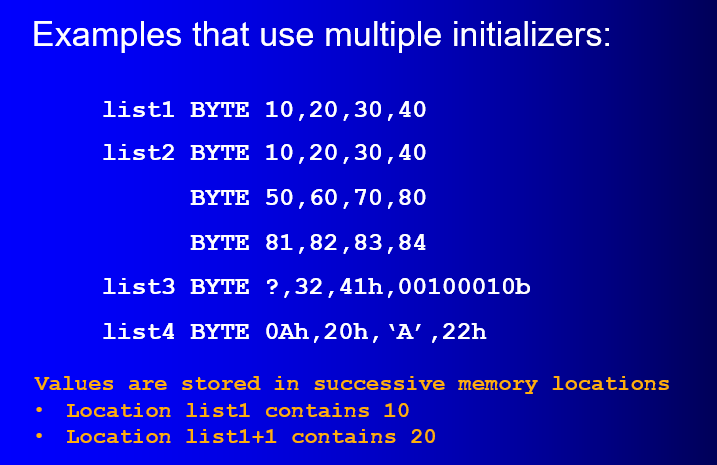 Examples that use multiple initializers:
list1 BYTE 10,20,30,40
list2 BYTE 10,20,30,40
BYTE 50,60,70,80
BYTE 81,82,83,84
list3 BYTE ?,32,41h,00100010b
list4 BYTE 0Ah,20h,‘A’,22h
Values are stored in successive memory locations
• Location list1 contains 10
• Location list1+1 contains 20